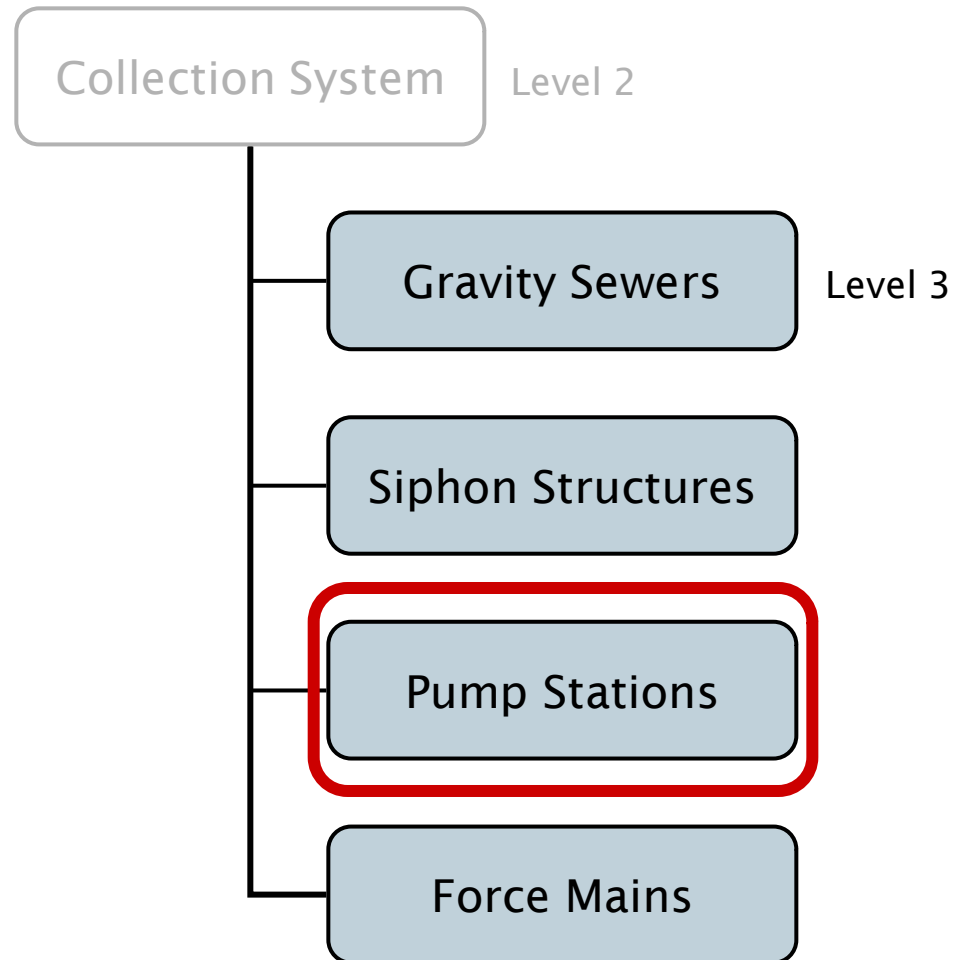 Collection System
Level 2
Gravity Sewers
Level 3
Siphon Structures
Pump Stations
Force Mains